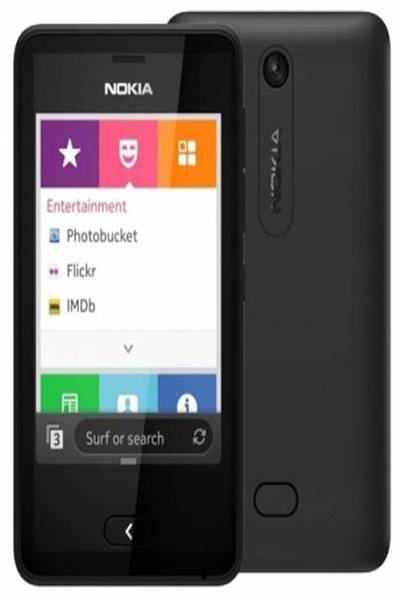 NOKIA
NOKIA
Entertainment
Photobucket
Flickr
IMDb
3
Surf or search